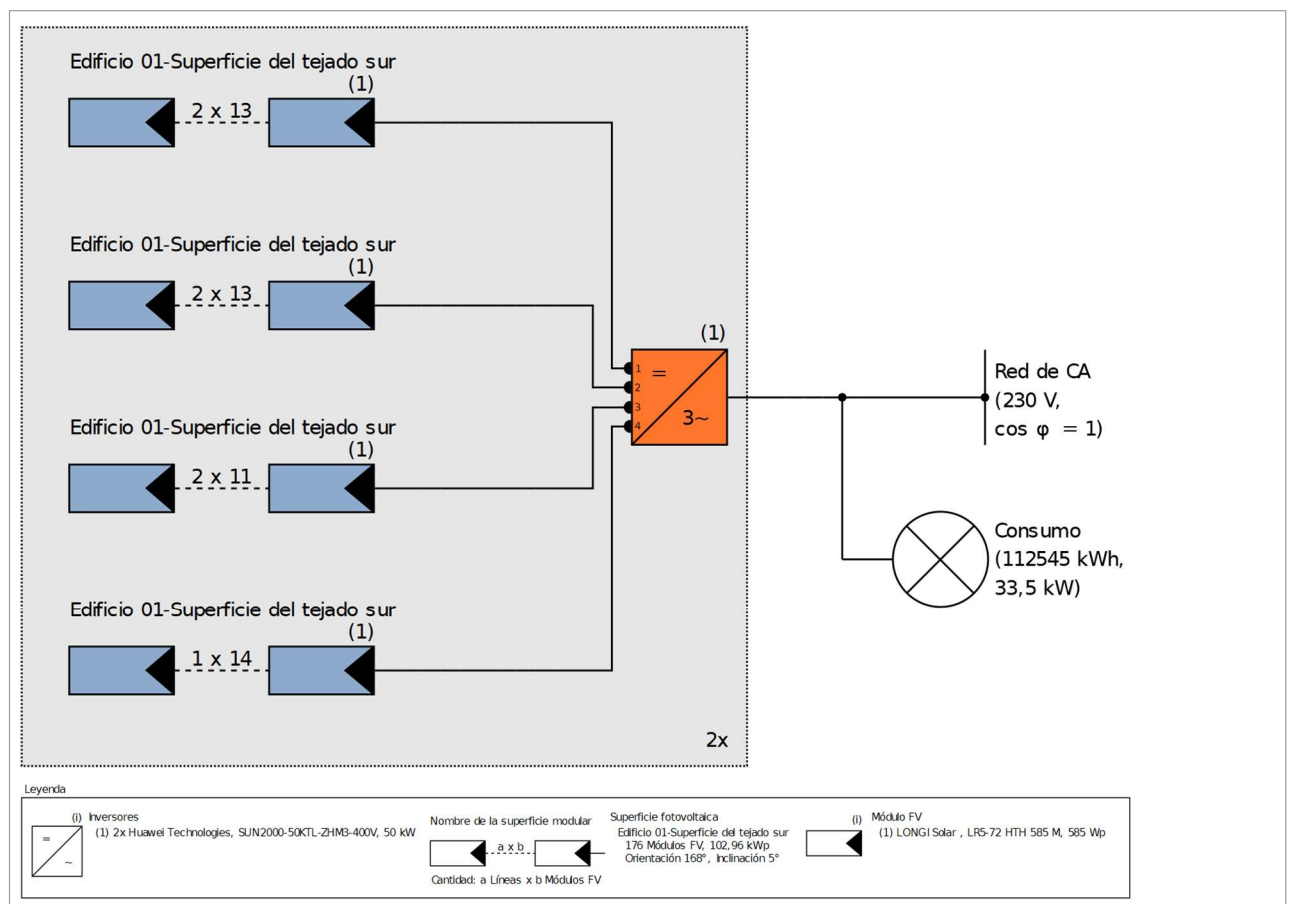 Edificio 01-Superficie del tejado sur
(1)
2 x 13
Edificio 01-Superficie del tejado sur
(1)
2 x 13
(1)
1
=
2
3
3~
4
Red de CA
(230 V,
cos φ = 1)
Edificio 01-Superficie del tejado sur
(1)
2 x 11
Consumo
(112545 kWh,
33,5 kW)
Edificio 01-Superficie del tejado sur
(1)
1 x 14
2x
Leyenda
=
~
(i) Inversores
(1) 2x Huawei Technologies, SUN2000-50KTL-ZHM3-400V, 50 kW
Nombre de la superficie modular
a x b
Cantidad: a Líneas x b Módulos FV
Superficie fotovoltaica
Edificio 01-Superficie del tejado sur
176 Módulos FV, 102,96 kWp
Orientación 168°, Inclinación 5°
(i) Módulo FV
(1) LONGI Solar , LR5-72 HTH 585 M, 585 Wp